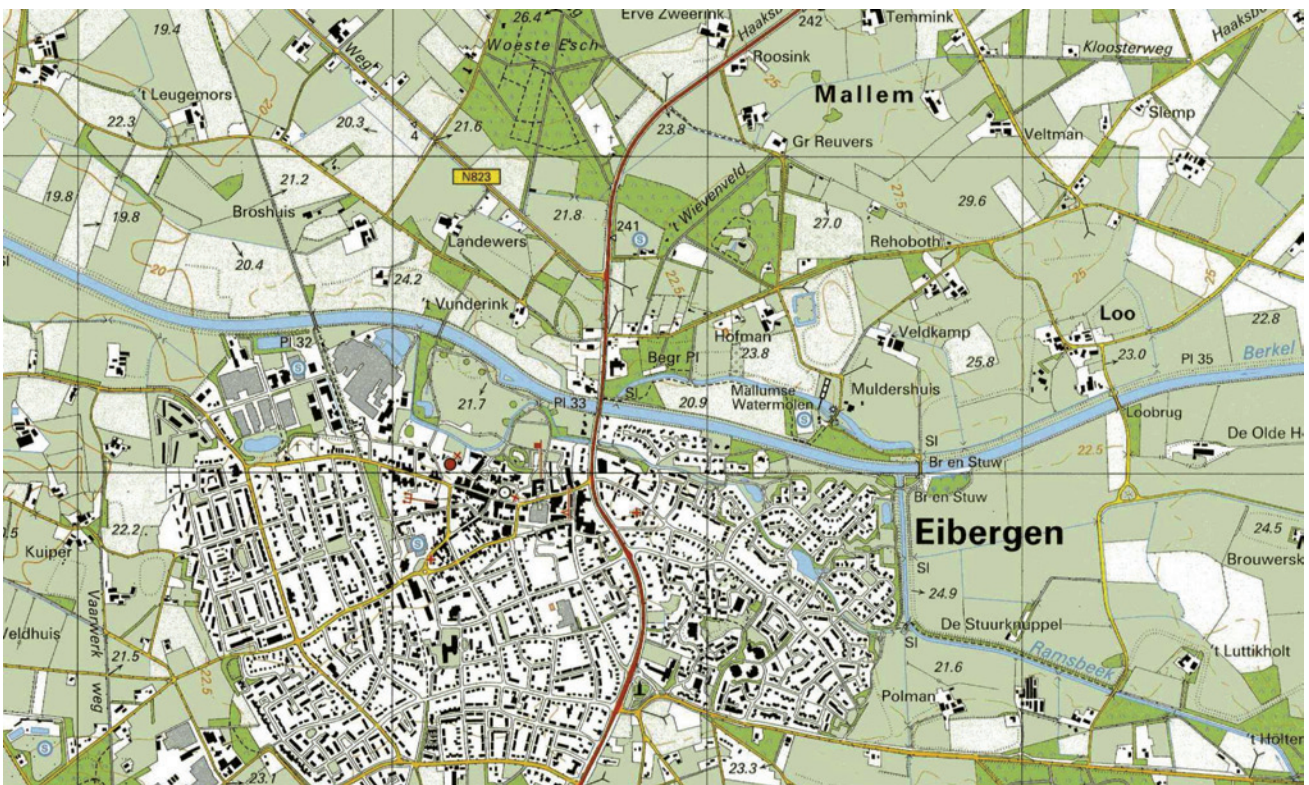 26.4
Erve Zweerink
242
Temmink
19.4
Weg
Woeste Esch
Haaksb
Roosink
Kloosterweg
Haaksb
't Leugemors
20
25
Mallem
Slemp
22.3
20.3
4
21.6
23.8
Veltman
Gr Reuvers
N823
21.2
't Wievenveld
27.5
29.6
19.8
19.8
Broshuis
21.8
241
S
27.0
Landewers
Rehoboth
20
20.4
24.2
22.5
25
25
't Vunderink
Loo
22.8
Pl 32
Hofman
Veldkamp
S
Begr Pl
23.8
25.8
23.0
Pl 35
Berkel
21.7
Pl 33
Sl
20.9
Mallumse
Watermolen
Muldershuis
S
Loobrug
Sl
De Olde H
22.5
Br en Stuw
Br en Stuw
22.2
Eibergen
24.5
Kuiper
S
Brouwersk
Sl
24.9
Vaarwerk
weg
Veldhuis
De Stuurknuppel
Sl
Ramsbeek
't Luttikholt
21.5
22.5
21.6
Polman
S
't Holter
23.1
23.3